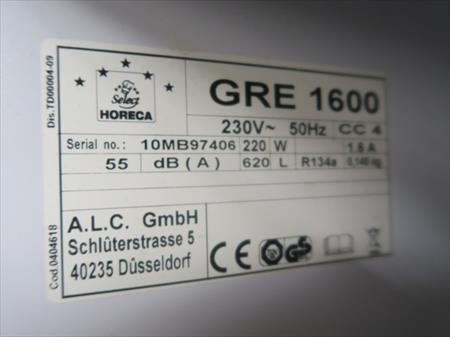 Dis.TD00004-09
Select
HORECA
GRE 1600
230V~ 50Hz CC 4
Serial no.: 10MB97406 220 W 1.6 A
55 dB (A) 620 L R134a 0,140 kg
A.L.C. GmbH
Schlüterstrasse 5
40235 Düsseldorf
CE
GS
Cod.0404618